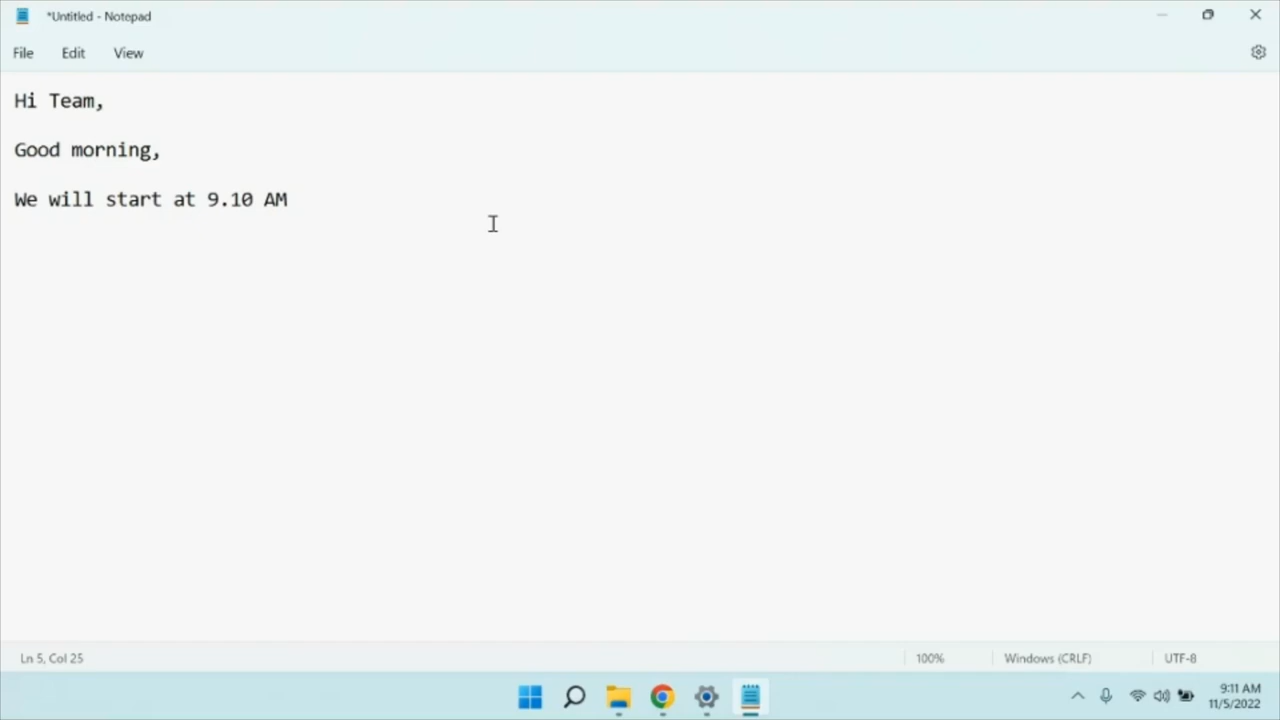 *Untitled - Notepad
File Edit View
Hi Team,
Good morning,
We will start at 9.10 AM
Ln 5, Col 25 100% Windows (CRLF) UTF-8
9:11 AM
11/5/2022